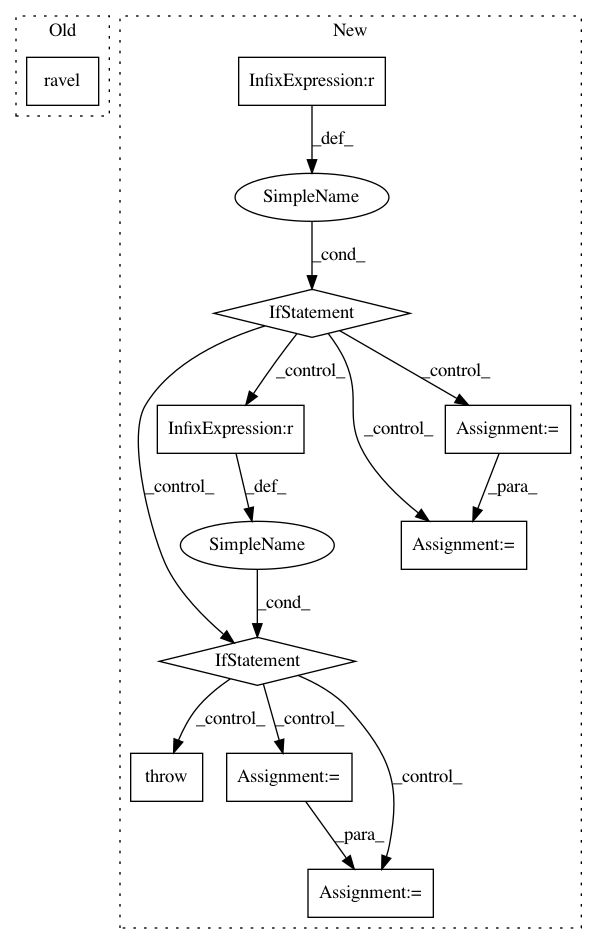 Old
New
ravel
InfixExpression:r
_def_
SimpleName
_cond_
IfStatement
_control_
_control_
InfixExpression:r
Assignment:=
_control_
_control_
_def_
_para_
SimpleName
Assignment:=
_cond_
IfStatement
_control_
_control_
_control_
throw
Assignment:=
_para_
Assignment:=